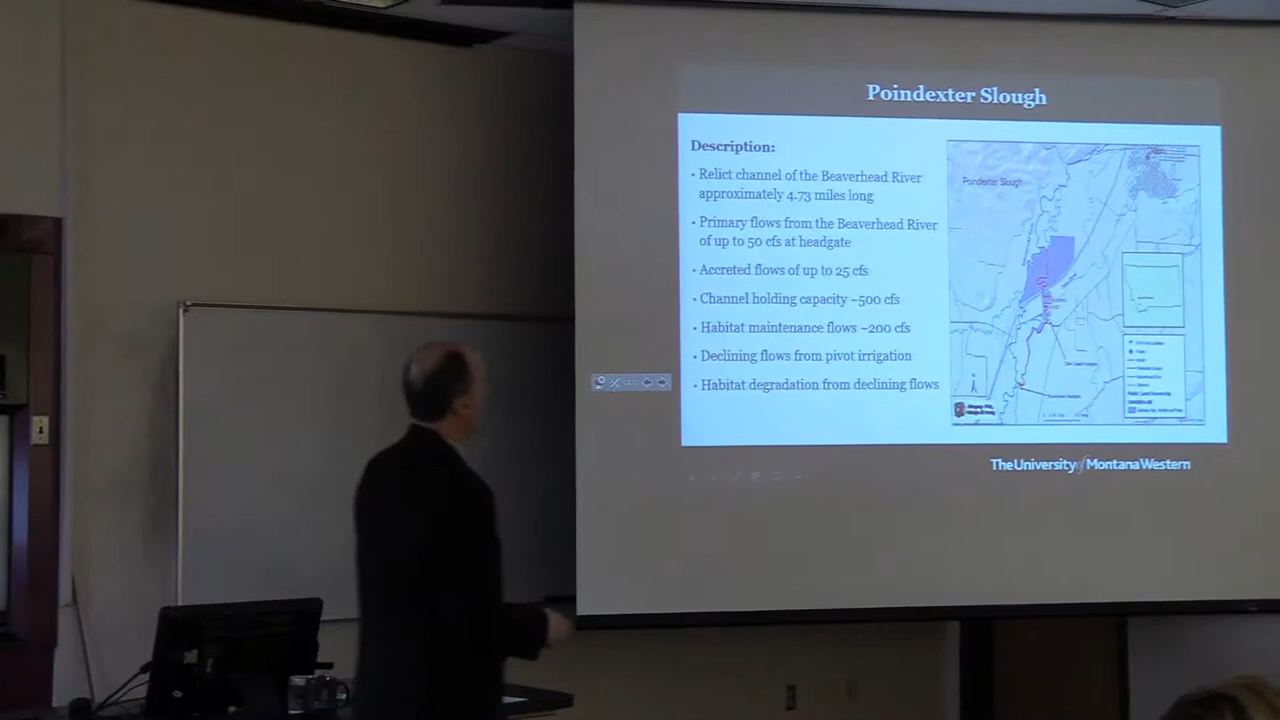 Poindexter Slough
Description:
• Relict channel of the Beaverhead River
approximately 4.73 miles long
• Primary flows from the Beaverhead River
of up to 50 cfs at headgate
• Accreted flows of up to 25 cfs
• Channel holding capacity ~500 cfs
• Habitat maintenance flows ~200 cfs
• Declining flows from pivot irrigation
• Habitat degradation from declining flows
Poindexter Slough
The University of Montana Western